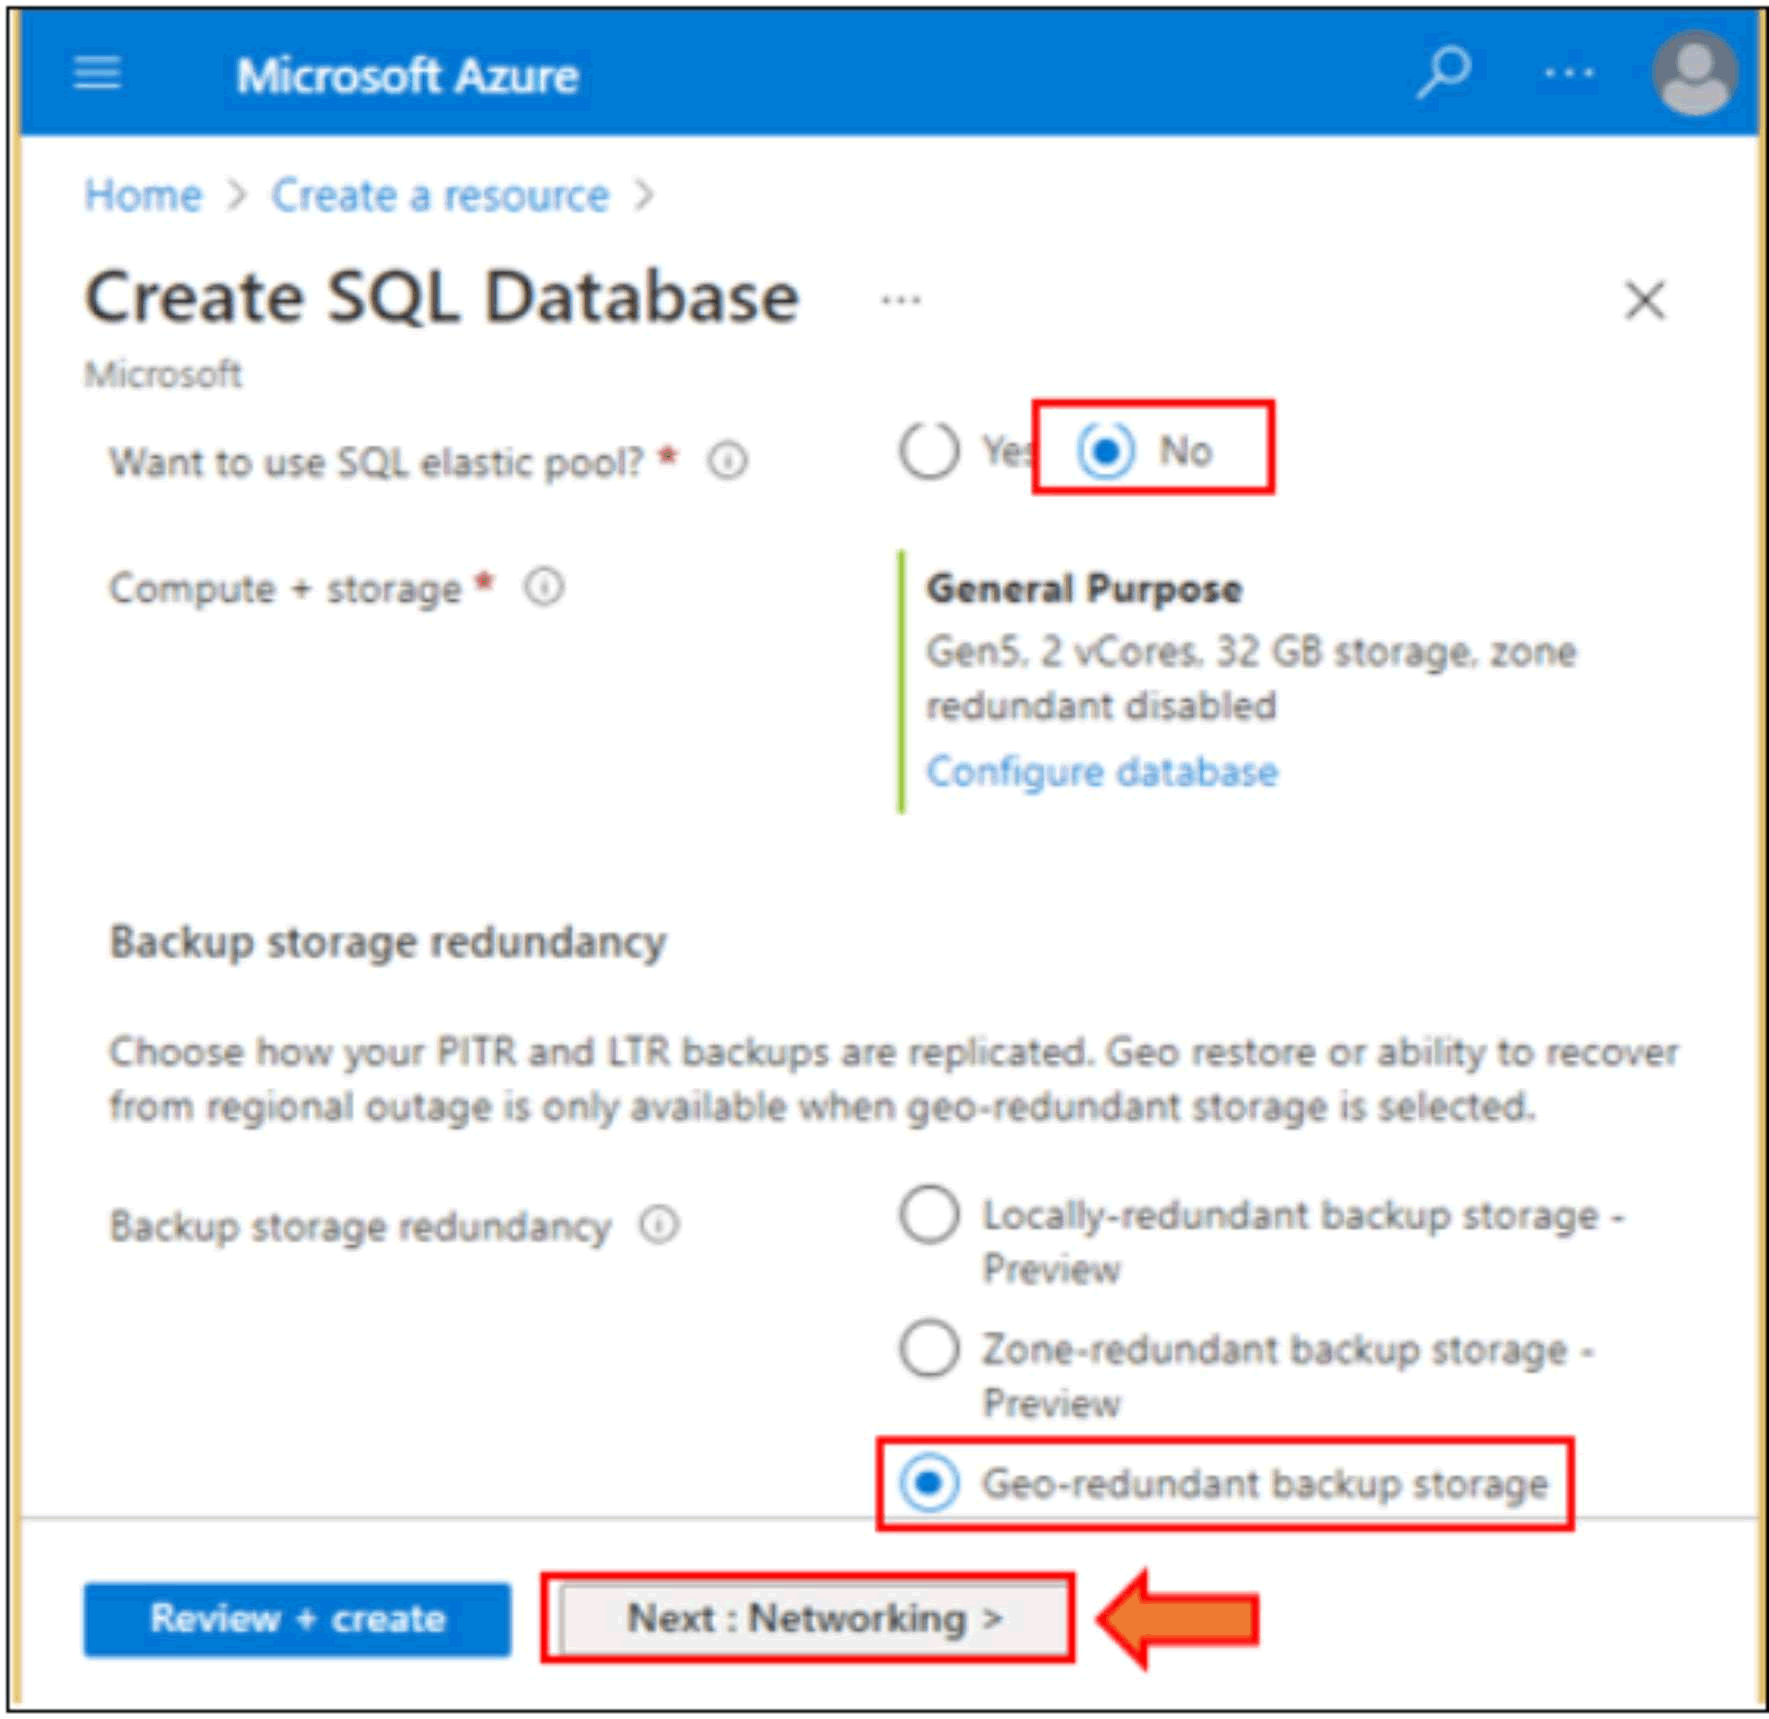 Microsoft Azure
Home > Create a resource >
Create SQL Database ...
Microsoft
Want to use SQL elastic pool? *
Yes
No
Compute + storage *
General Purpose
Gen5, 2 vCores, 32 GB storage, zone
redundant disabled
Configure database
Backup storage redundancy
Choose how your PITR and LTR backups are replicated. Geo restore or ability to recover
from regional outage is only available when geo-redundant storage is selected.
Backup storage redundancy
Locally-redundant backup storage -
Preview
Zone-redundant backup storage -
Preview
Geo-redundant backup storage
Review + create
Next : Networking >